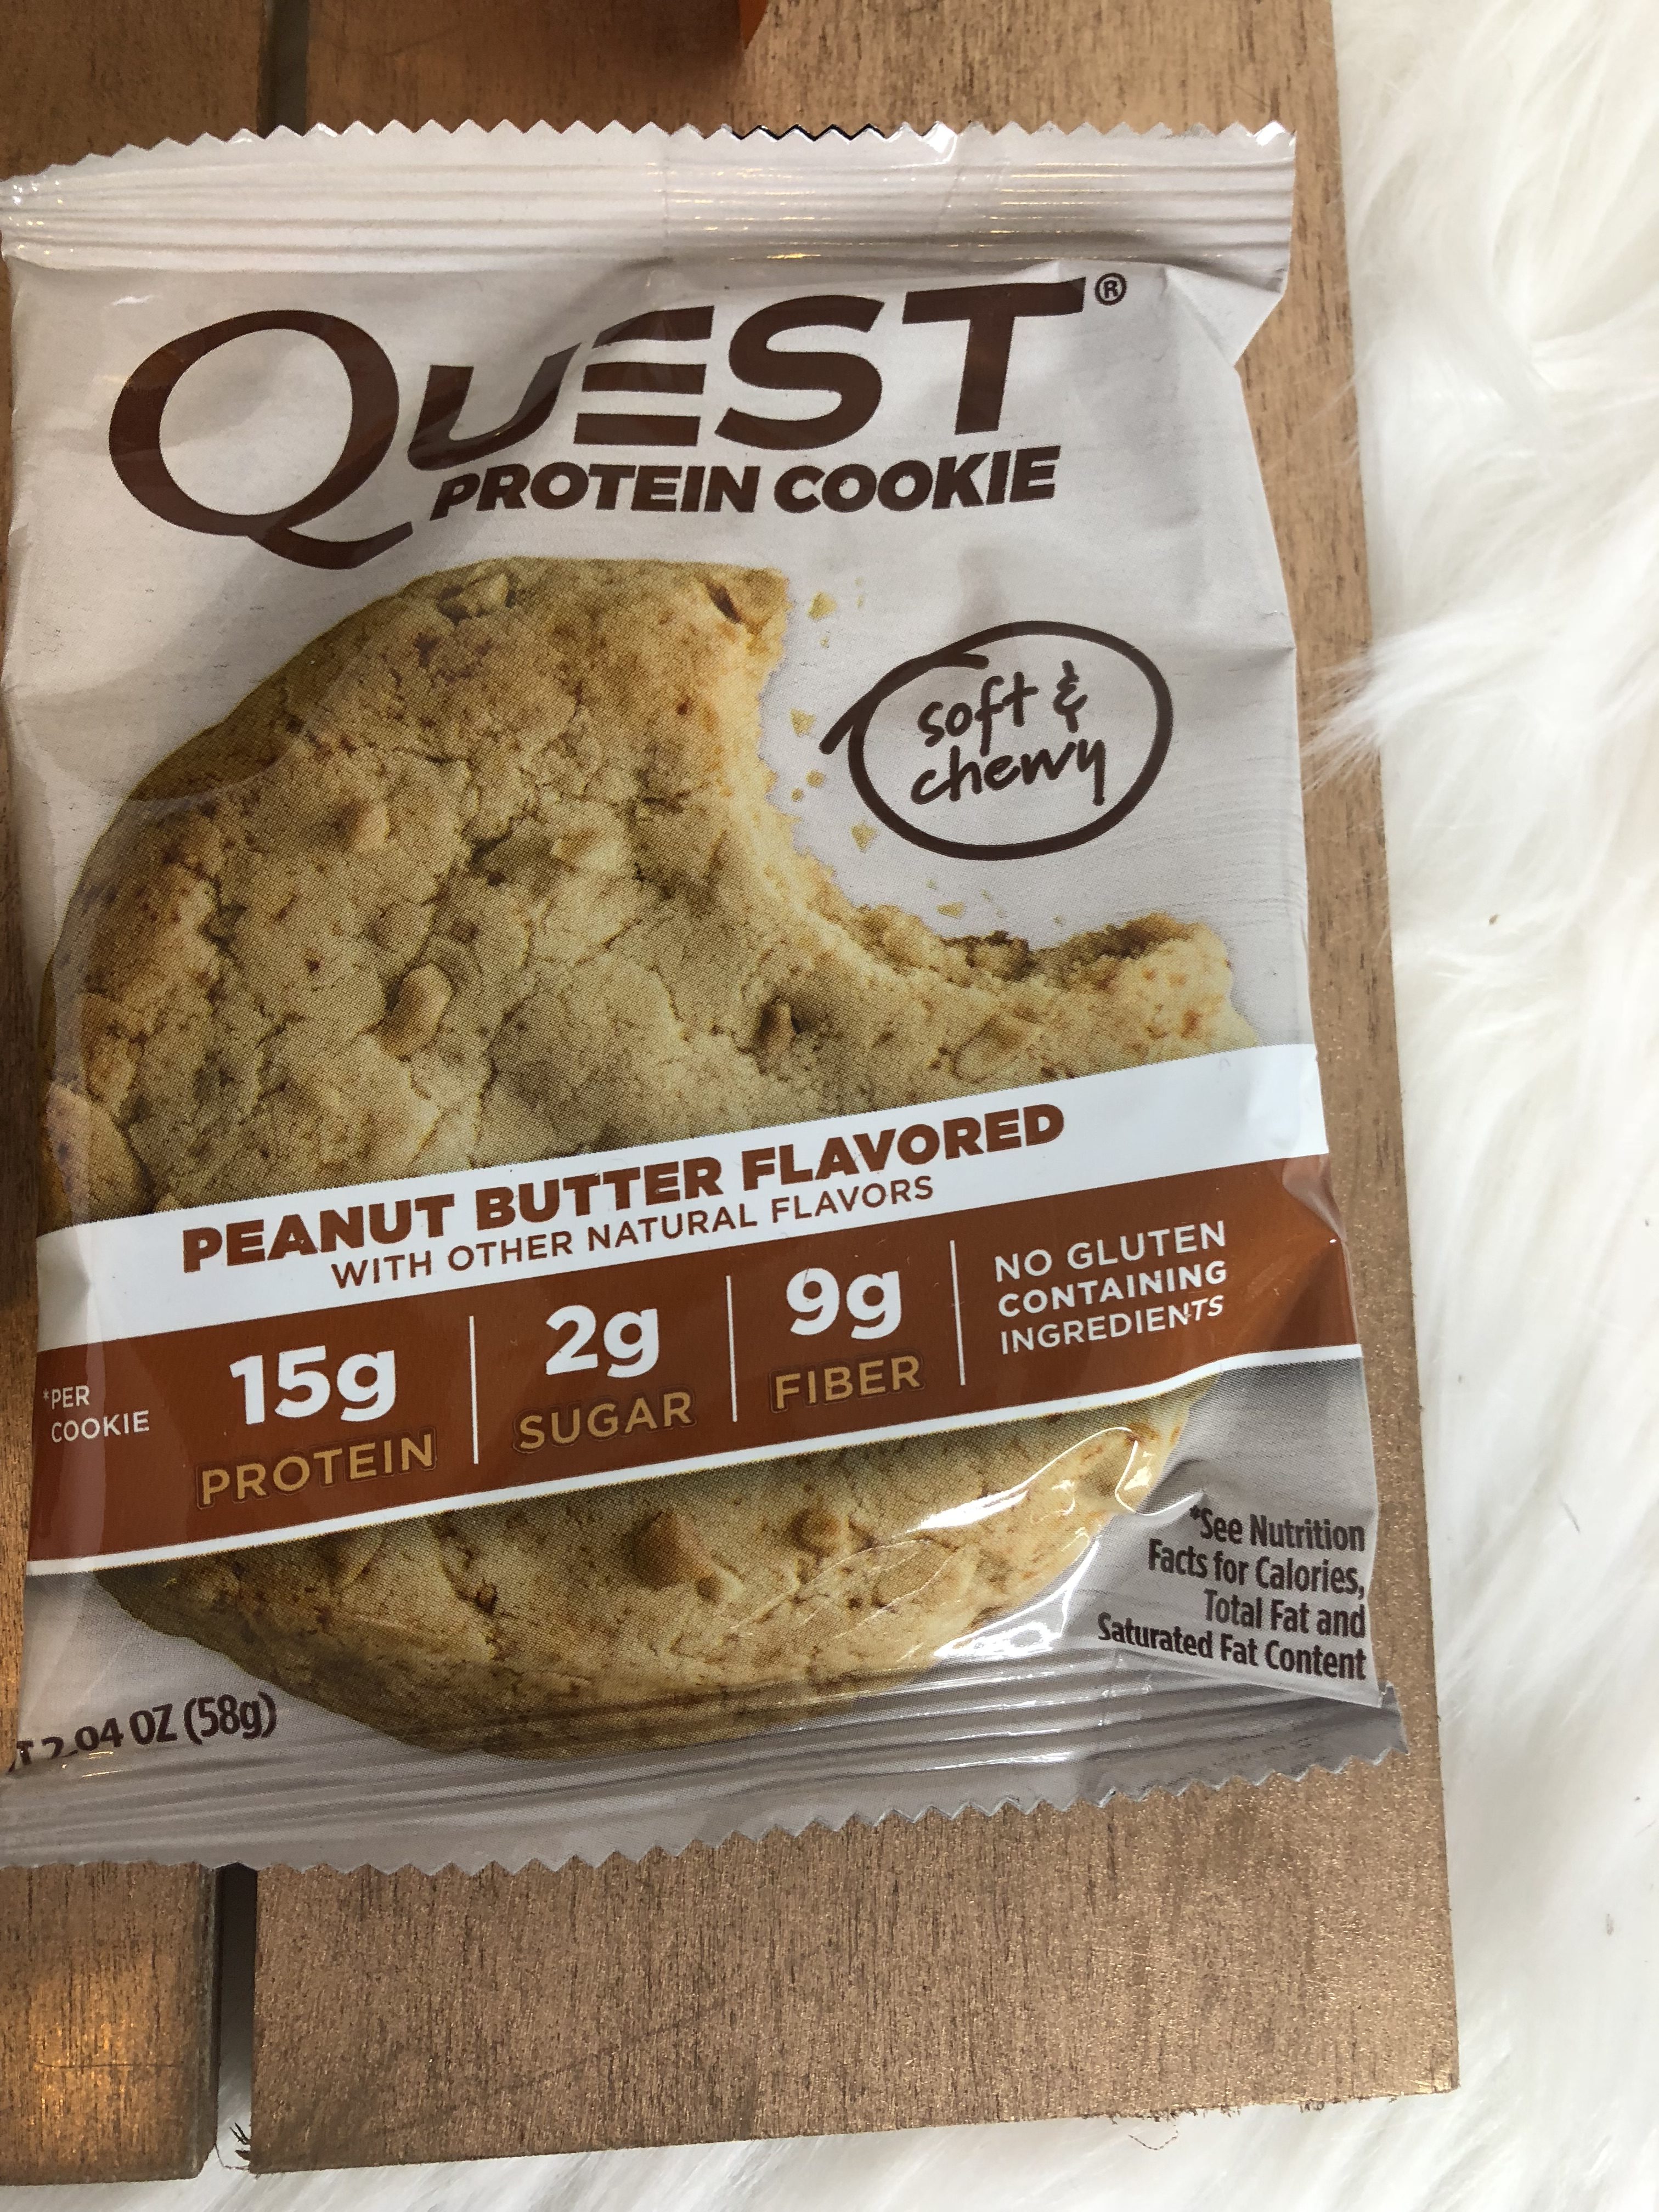 QUEST®
PROTEIN COOKIE
soft &
chewy
PEANUT BUTTER FLAVORED
WITH OTHER NATURAL FLAVORS
*PER
COOKIE
15g
PROTEIN
2g
SUGAR
9g
FIBER
NO GLUTEN
CONTAINING
INGREDIENTS
*See Nutrition
Facts for Calories,
Total Fat and
Saturated Fat Content
2.04 OZ (58g)